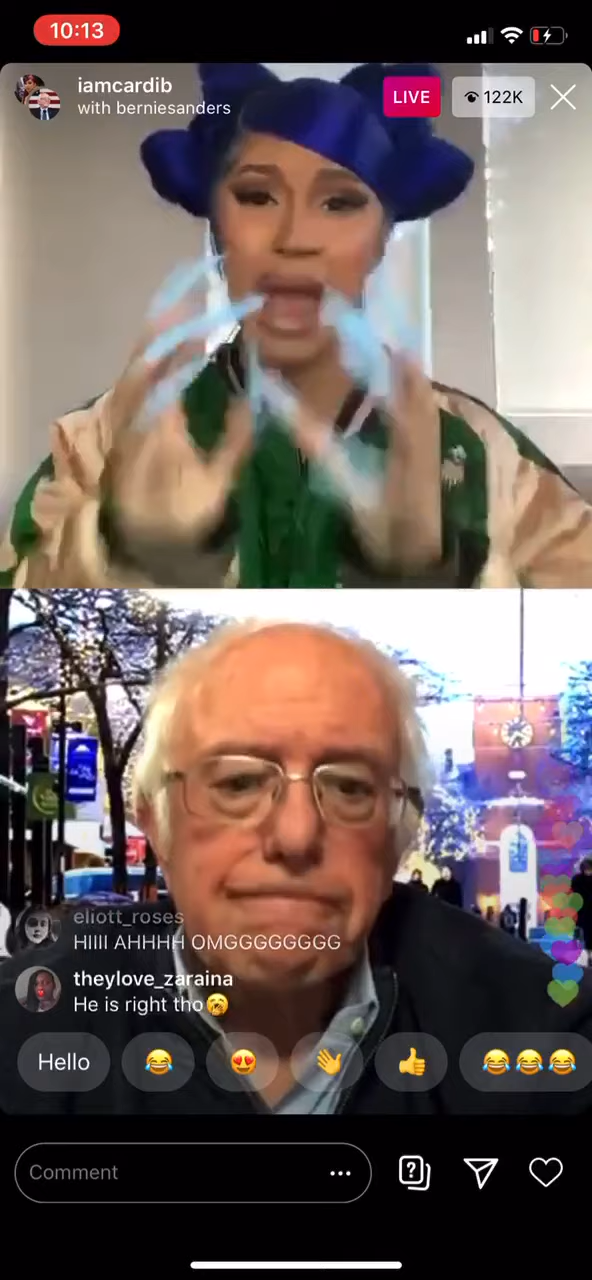 10:13
iamcardib
with berniesanders
LIVE
122K
eliott_roses
HIIII AHHHH OMGGGGGGGG
theylove_zaraina
He is right tho🥱
Hello
😂
😍
👋
👍
😂😂😂
Comment